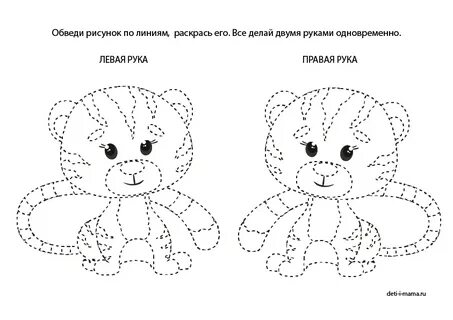 Обведи рисунок по линиям, раскрась его. Все делай двумя руками одновременно.
ЛЕВАЯ РУКА
ПРАВАЯ РУКА
deti-i-mama.ru